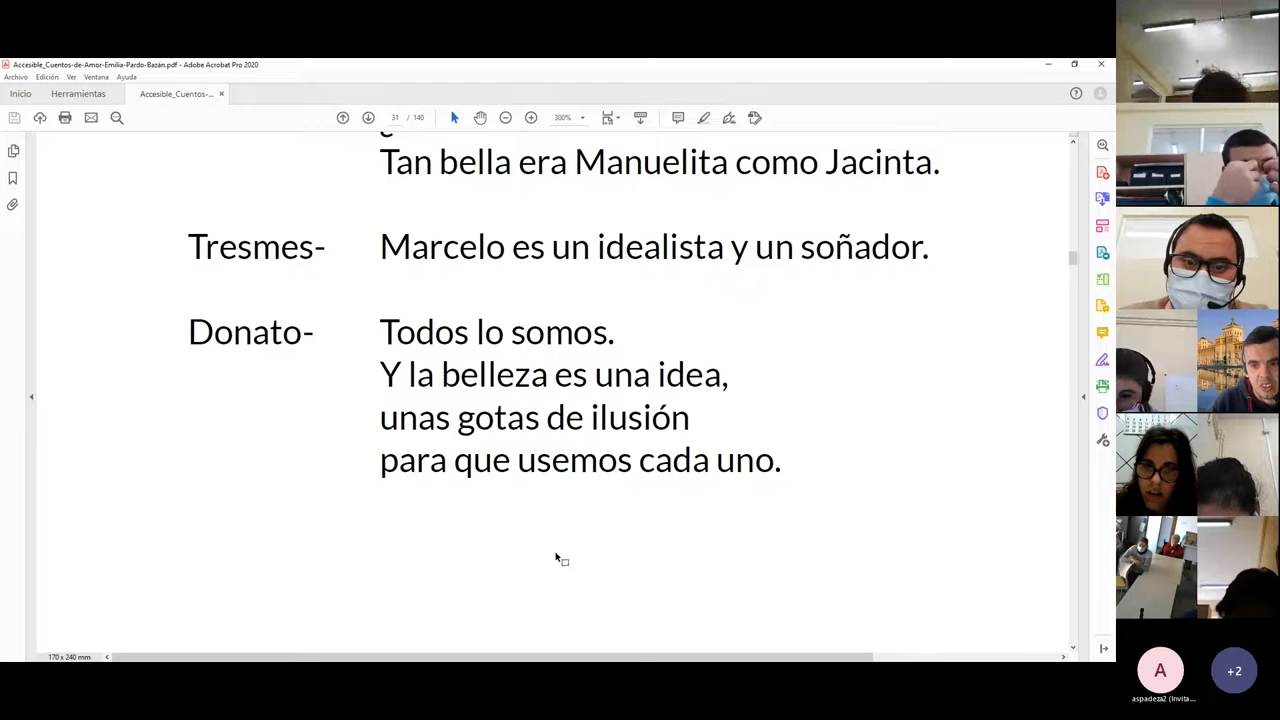 Accesible_Cuentos-de-Amor-Emilia-Pardo-Bazán.pdf - Adobe Acrobat Pro 2020
Archivo Edición Ver Ventana Ayuda
Inicio Herramientas Accesible_Cuentos-...
31 / 140 300%
Tan bella era Manuelita como Jacinta.
Tresmes- Marcelo es un idealista y un soñador.
Donato- Todos lo somos.
Y la belleza es una idea,
unas gotas de ilusión
para que usemos cada uno.
170 x 240 mm
A
+2
aspadeza2 (Invita...